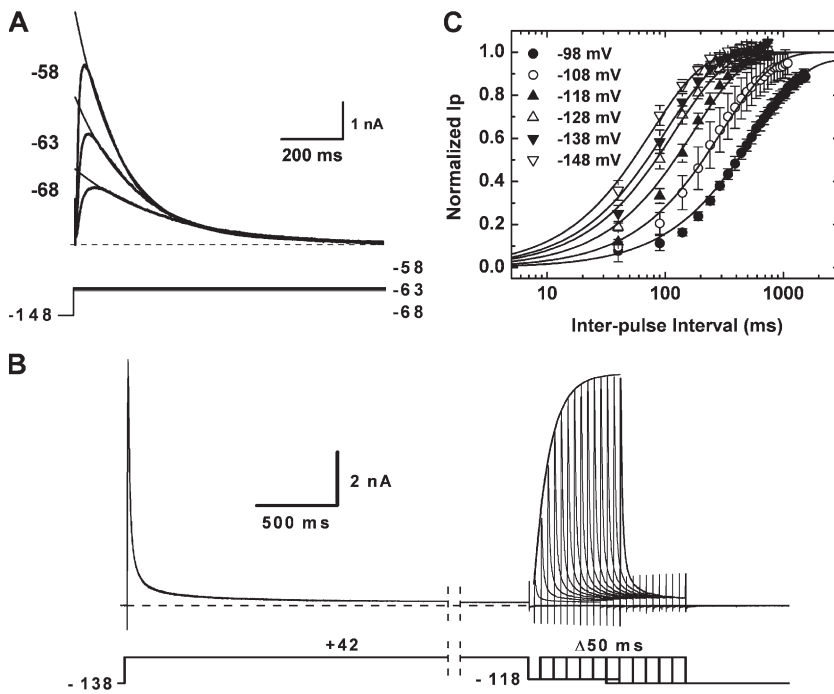 A
-58
-63
-68
1 nA
200 ms
-148
-58
-63
-68
C
Normalized Ip
1.0
0.8
0.6
0.4
0.2
0.0
-98 mV
-108 mV
-118 mV
-128 mV
-138 mV
-148 mV
10
100
1000
Inter-pulse Interval (ms)
B
2 nA
500 ms
+42
Δ50 ms
-138
-118